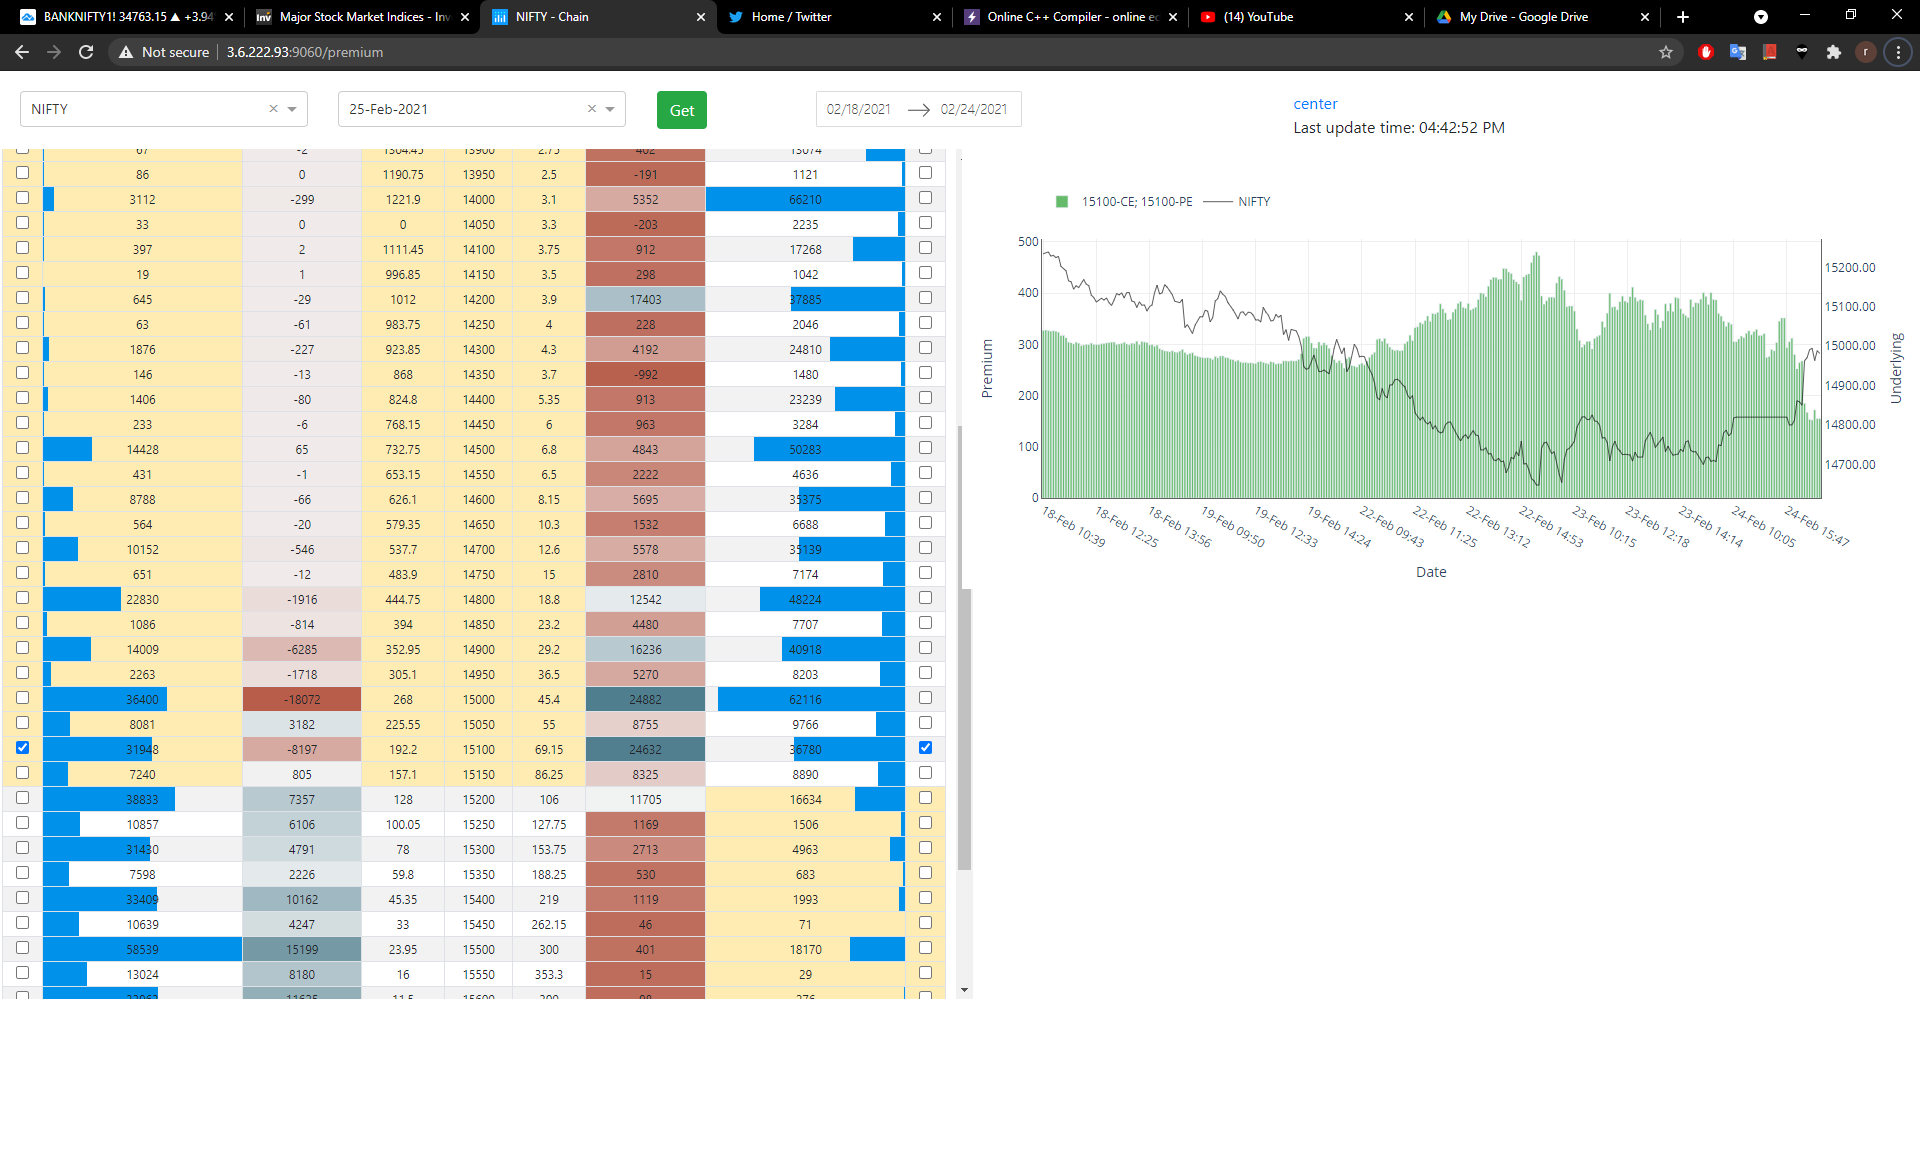 BANKNIFTY1! 34763.15 ▲ +3.94
Major Stock Market Indices - Inv
NIFTY - Chain
Home / Twitter
Online C++ Compiler - online ed
(14) YouTube
My Drive - Google Drive
Not secure
3.6.222.93:9060/premium
r
NIFTY
25-Feb-2021
Get
02/18/2021 → 02/24/2021
center
Last update time: 04:42:52 PM
67 -2 1304.45 13900 2.75 402 13074
86 0 1190.75 13950 2.5 -191 1121
3112 -299 1221.9 14000 3.1 5352 66210
33 0 0 14050 3.3 -203 2235
397 2 1111.45 14100 3.75 912 17268
19 1 996.85 14150 3.5 298 1042
645 -29 1012 14200 3.9 17403 37885
63 -61 983.75 14250 4 228 2046
1876 -227 923.85 14300 4.3 4192 24810
146 -13 868 14350 3.7 -992 1480
1406 -80 824.8 14400 5.35 913 23239
233 -6 768.15 14450 6 963 3284
14428 65 732.75 14500 6.8 4843 50283
431 -1 653.15 14550 6.5 2222 4636
8788 -66 626.1 14600 8.15 5695 35375
564 -20 579.35 14650 10.3 1532 6688
10152 -546 537.7 14700 12.6 5578 35139
651 -12 483.9 14750 15 2810 7174
22830 -1916 444.75 14800 18.8 12542 48224
1086 -814 394 14850 23.2 4480 7707
14009 -6285 352.95 14900 29.2 16236 40918
2263 -1718 305.1 14950 36.5 5270 8203
36400 -18072 268 15000 45.4 24882 62116
8081 3182 225.55 15050 55 8755 9766
31948 -8197 192.2 15100 69.15 24632 36780
7240 805 157.1 15150 86.25 8325 8890
38833 7357 128 15200 106 11705 16634
10857 6106 100.05 15250 127.75 1169 1506
31430 4791 78 15300 153.75 2713 4963
7598 2226 59.8 15350 188.25 530 683
33409 10162 45.35 15400 219 1119 1993
10639 4247 33 15450 262.15 46 71
58539 15199 23.95 15500 300 401 18170
13024 8180 16 15550 353.3 15 29
11.5 15600
15100-CE; 15100-PE
NIFTY
500
400
300
200
100
0
Premium
15200.00
15100.00
15000.00
14900.00
14800.00
14700.00
Underlying
18-Feb 10:39
18-Feb 12:25
18-Feb 13:56
19-Feb 09:50
19-Feb 12:33
19-Feb 14:24
22-Feb 09:43
22-Feb 11:25
22-Feb 13:12
22-Feb 14:53
23-Feb 10:15
23-Feb 12:18
23-Feb 14:14
24-Feb 10:05
24-Feb 15:47
Date